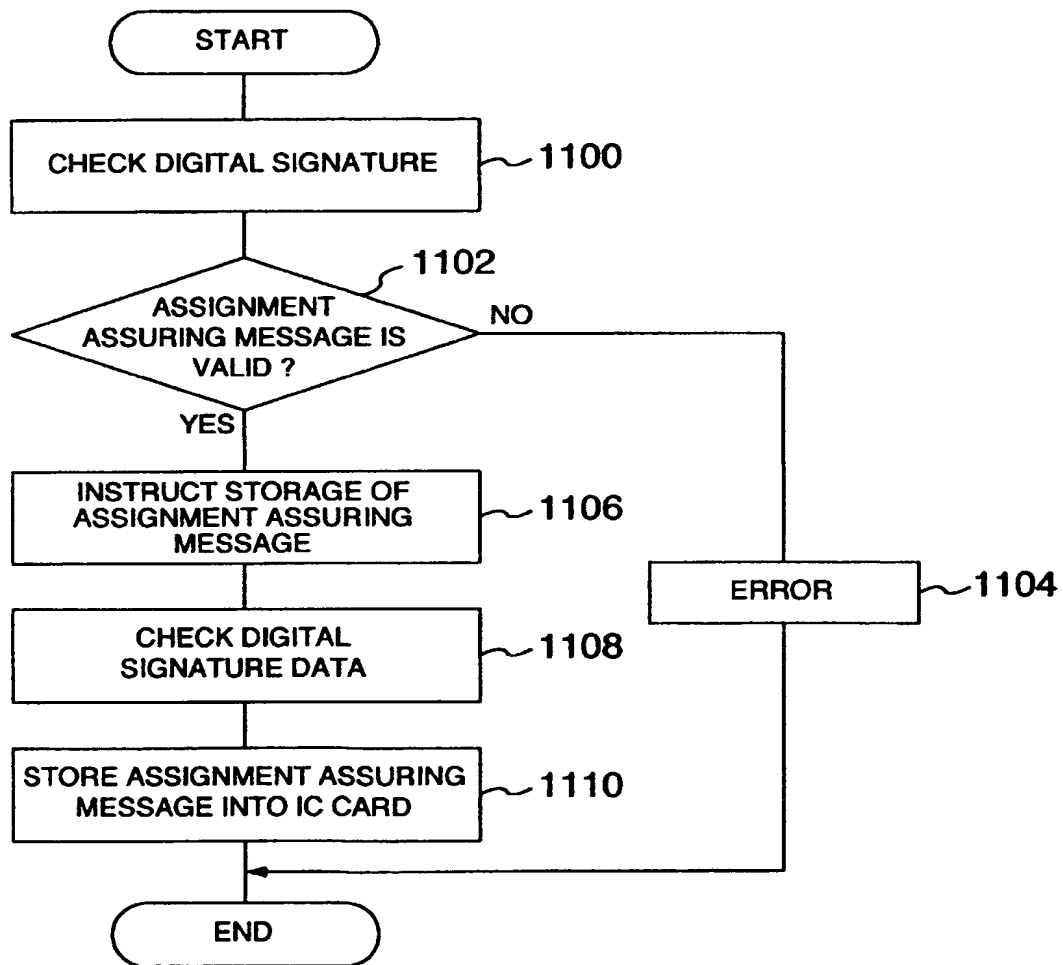 START
CHECK DIGITAL SIGNATURE
1100
1102
ASSIGNMENT
ASSURING MESSAGE IS
VALID ?
NO
YES
INSTRUCT STORAGE OF
ASSIGNMENT ASSURING
MESSAGE
1106
ERROR
1104
CHECK DIGITAL
SIGNATURE DATA
1108
STORE ASSIGNMENT ASSURING
MESSAGE INTO IC CARD
1110
END